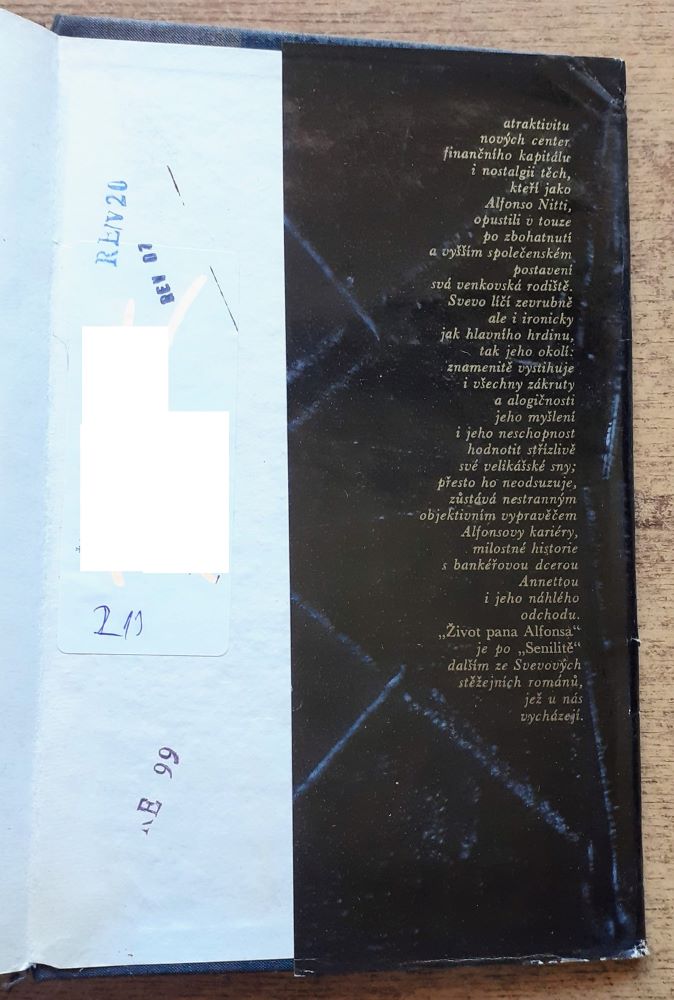 RE/V20
REV 07
213
RE 99
atraktivitu
nových center
finančního kapitálu
i nostalgii těch,
kteří jako
Alfonso Nitti,
opustili v touze
po zbohatnutí
a vyšším společenském
postavení
svá venkovská rodiště.
Svevo líčí zevrubně
ale i ironicky
jak hlavního hrdinu,
tak jeho okolí:
znamenitě vystihuje
i všechny zákruty
a alogičnosti
jeho myšlení
i jeho neschopnost
hodnotit střízlivě
své velikášské sny;
přesto ho neodsuzuje,
zůstává nestranným
objektivním vypravěčem
Alfonsovy kariéry,
milostné historie
s bankéřovou dcerou
Annettou
i jeho náhlého
odchodu.
„Život pana Alfonsa“
je po „Senilitě“
dalším ze Svevových
stěžejních románů,
jež u nás
vycházejí.